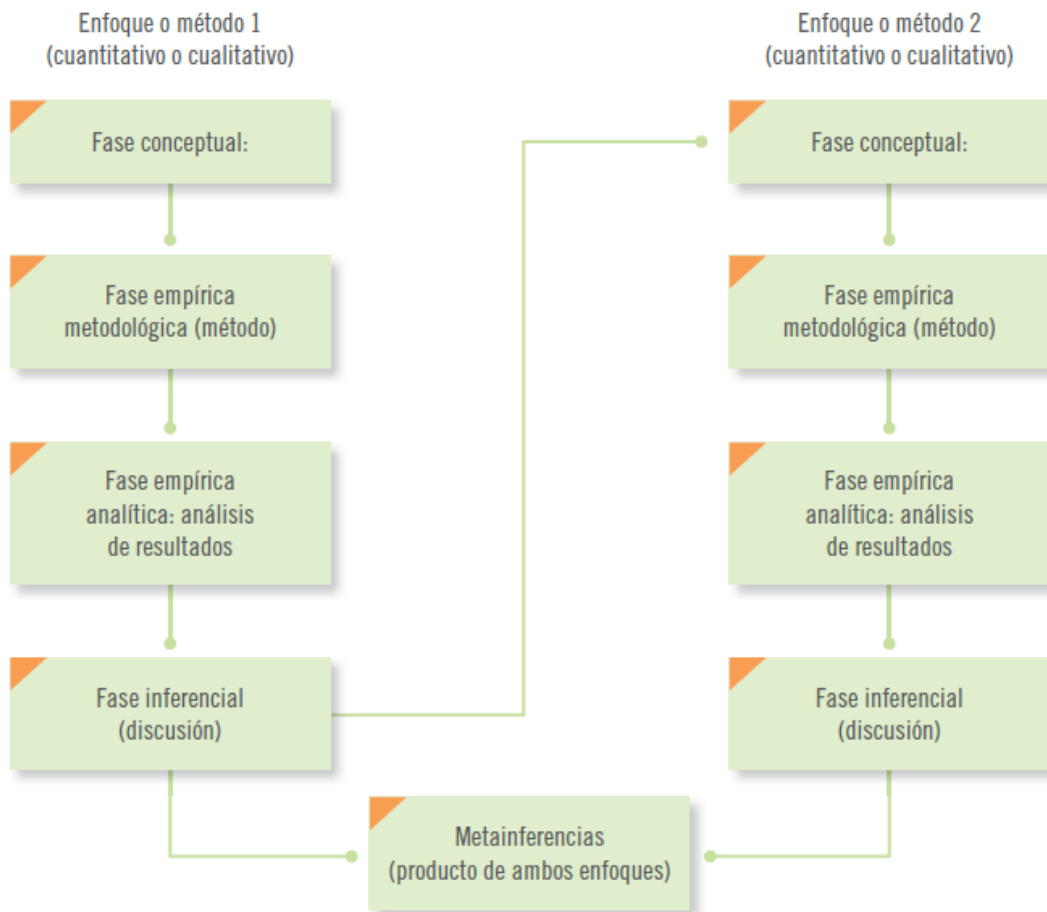 Enfoque o método 1
(cuantitativo o cualitativo)
Fase conceptual:
Fase empírica
metodológica (método)
Fase empírica
analítica: análisis
de resultados
Fase inferencial
(discusión)
Enfoque o método 2
(cuantitativo o cualitativo)
Fase conceptual:
Fase empírica
metodológica (método)
Fase empírica
analítica: análisis
de resultados
Fase inferencial
(discusión)
Metainferencias
(producto de ambos enfoques)